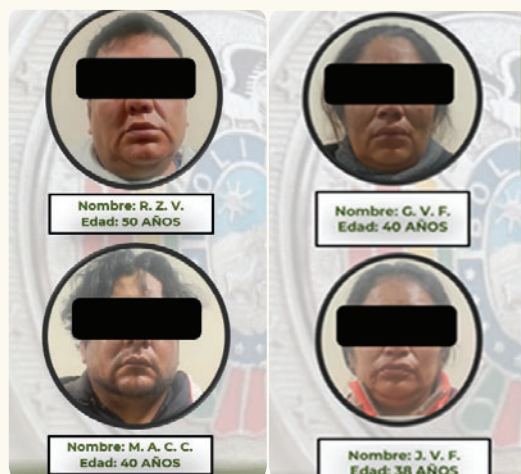 Nombre: R. Z. V.
Edad: 50 AÑOS
Nombre: G. V. F.
Edad: 40 AÑOS
Nombre: M. A. C. C.
Edad: 40 AÑOS
Nombre: J. V. F.
Edad: 38 AÑOS